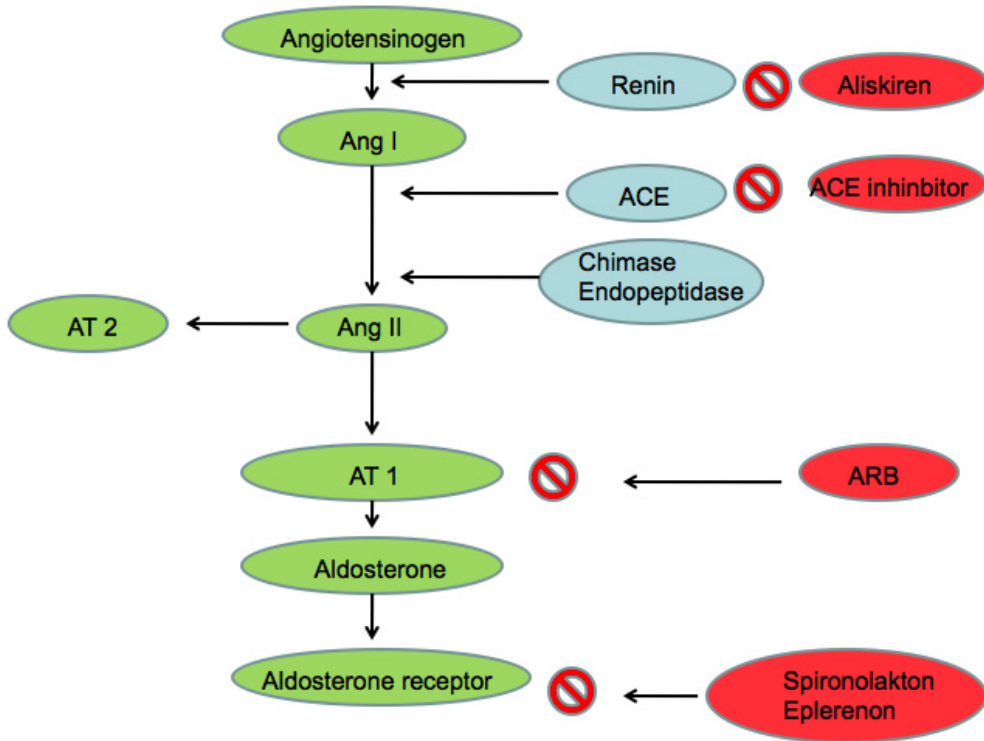 Angiotensinogen
Renin
Aliskiren
Ang I
ACE
ACE inhinbitor
Chimase
Endopeptidase
AT 2
Ang II
AT 1
ARB
Aldosterone
Aldosterone receptor
Spironolakton
Eplerenon